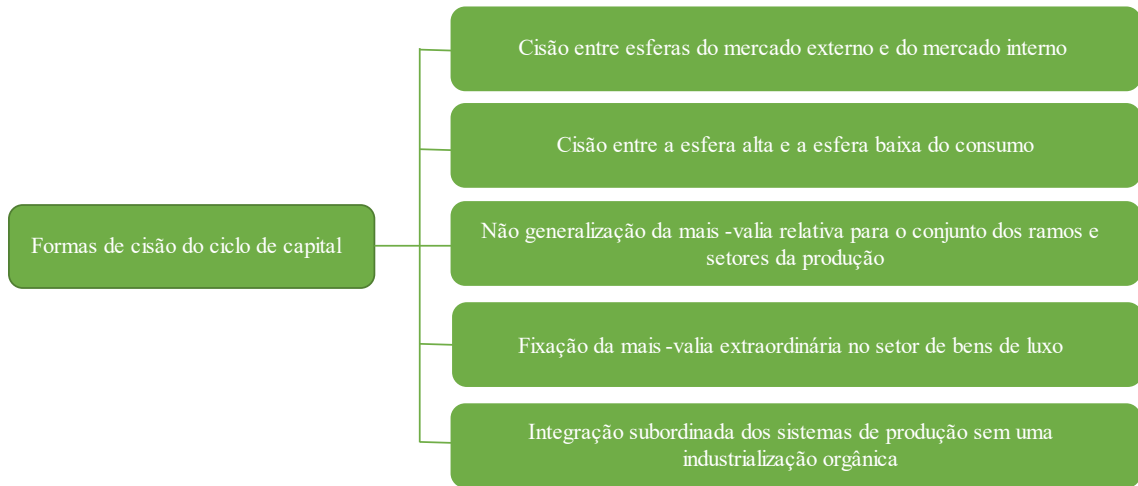 Cisão entre esferas do mercado externo e do mercado interno
Cisão entre a esfera alta e a esfera baixa do consumo
Formas de cisão do ciclo de capital
Não generalização da mais -valia relativa para o conjunto dos ramos e
setores da produção
Fixação da mais -valia extraordinária no setor de bens de luxo
Integração subordinada dos sistemas de produção sem uma
industrialização orgânica